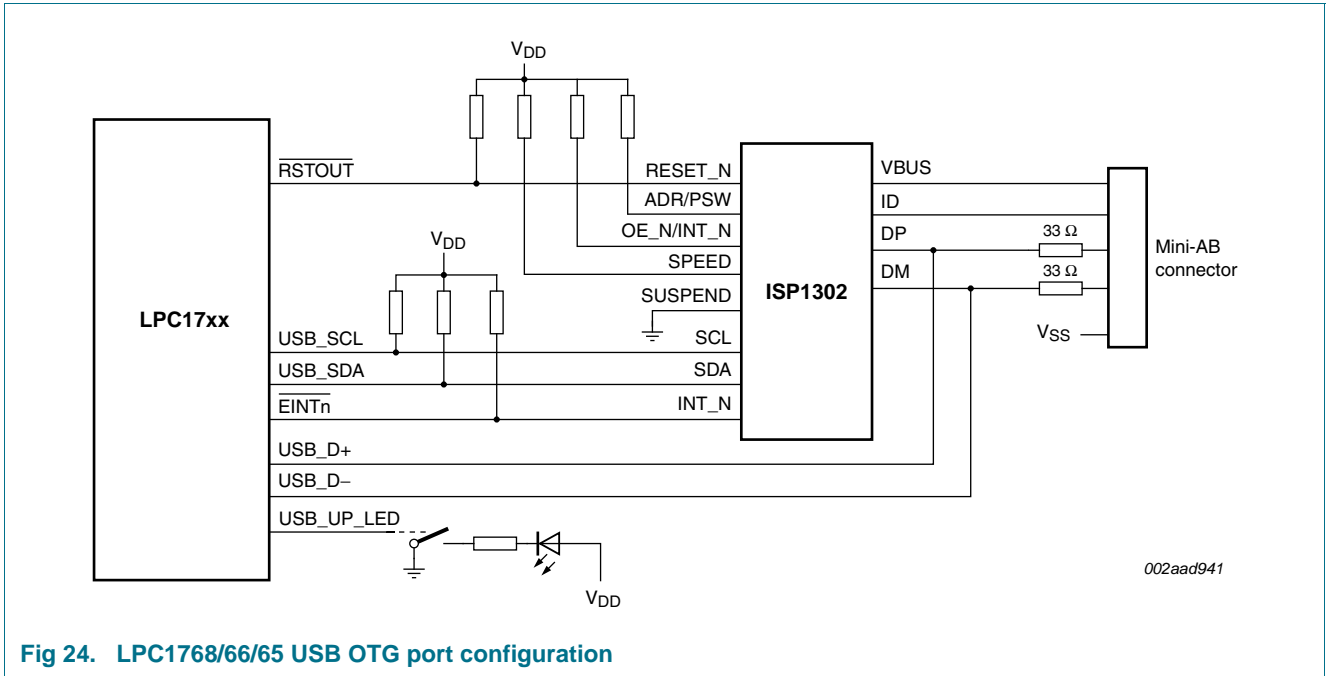 VDD
RSTOUT
RESET_N
VBUS
ADR/PSW
ID
OE_N/INT_N
DP
33 Ω
VDD
SPEED
DM
33 Ω
Mini-AB
connector
SUSPEND
ISP1302
LPC17xx
VSS
USB_SCL
SCL
USB_SDA
SDA
EINTn
INT_N
USB_D+
USB_D−
USB_UP_LED
VDD
002aad941
Fig 24. LPC1768/66/65 USB OTG port configuration